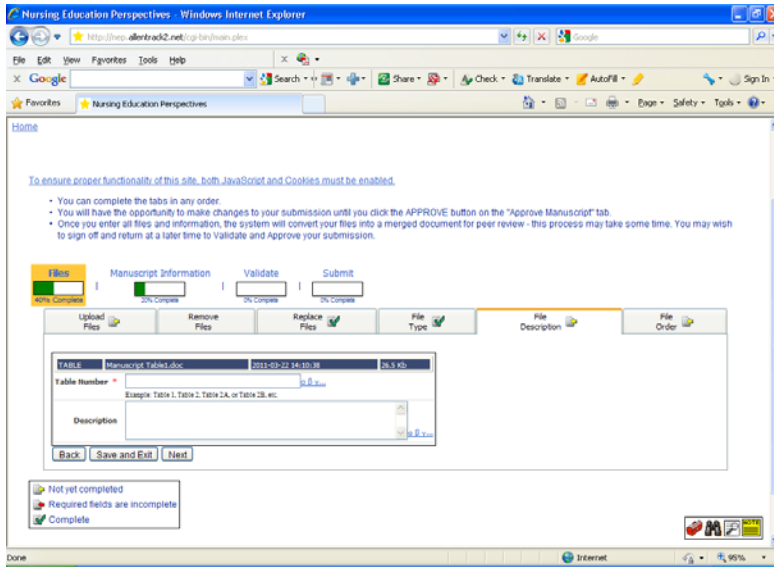 Nursing Education Perspectives - Windows Internet Explorer
http://nep.allentrack2.net/cgi-bin/main.plex
Google
File Edit View Favorites Tools Help
x
x Google Search Share Check Translate AutoFill Sign In
Favorites Nursing Education Perspectives Page Safety Tools
Home
To ensure proper functionality of this site, both JavaScript and Cookies must be enabled.
• You can complete the tabs in any order.
• You will have the opportunity to make changes to your submission until you click the APPROVE button on the "Approve Manuscript" tab.
• Once you enter all files and information, the system will convert your files into a merged document for peer review - this process may take some time. You may wish
to sign off and return at a later time to Validate and Approve your submission.
Files | Manuscript Information | Validate | Submit
40% Complete 20% Complete 0% Complete 0% Complete
Upload Files
Remove Files
Replace Files
File Type
File Description
File Order
TABLE Manuscript Table1.doc 2011-03-22 14:10:38 26.5 Kb
Table Number *
Example: Table 1, Table 2, Table 2A, or Table 2B, etc.
Description
Back Save and Exit Next
Not yet completed
Required fields are incomplete
Complete
NOTE
Done Internet 95%